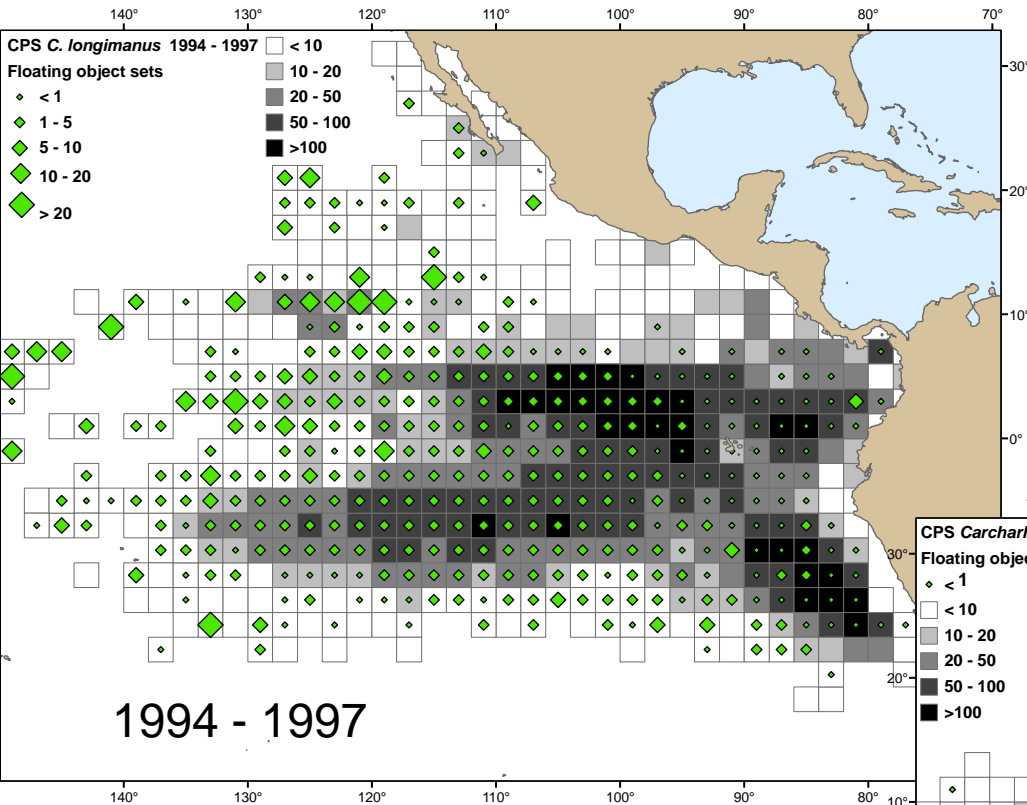 140° 130° 120° 110° 100° 90° 80° 70°
CPS C. longimanus 1994 - 1997
Floating object sets
< 1
1 - 5
5 - 10
10 - 20
> 20
< 10
10 - 20
20 - 50
50 - 100
>100
30°
20°
10°
0°
CPS Carcharh
Floating objec
< 1
< 10
10 - 20
20 - 50
50 - 100
>100
30°
20°
10°
1994 - 1997
140° 130° 120° 110° 100° 90° 80°